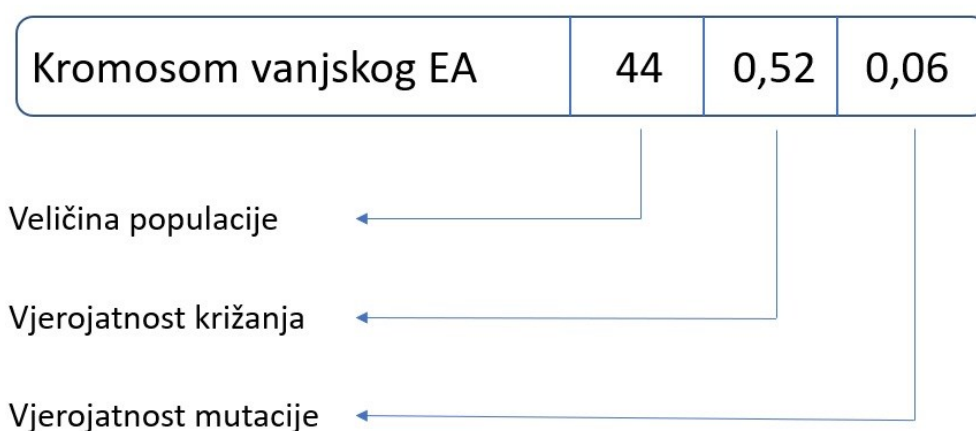 Kromosom vanjskog EA 44 0,52 0,06
Veličina populacije
Vjerojatnost križanja
Vjerojatnost mutacije